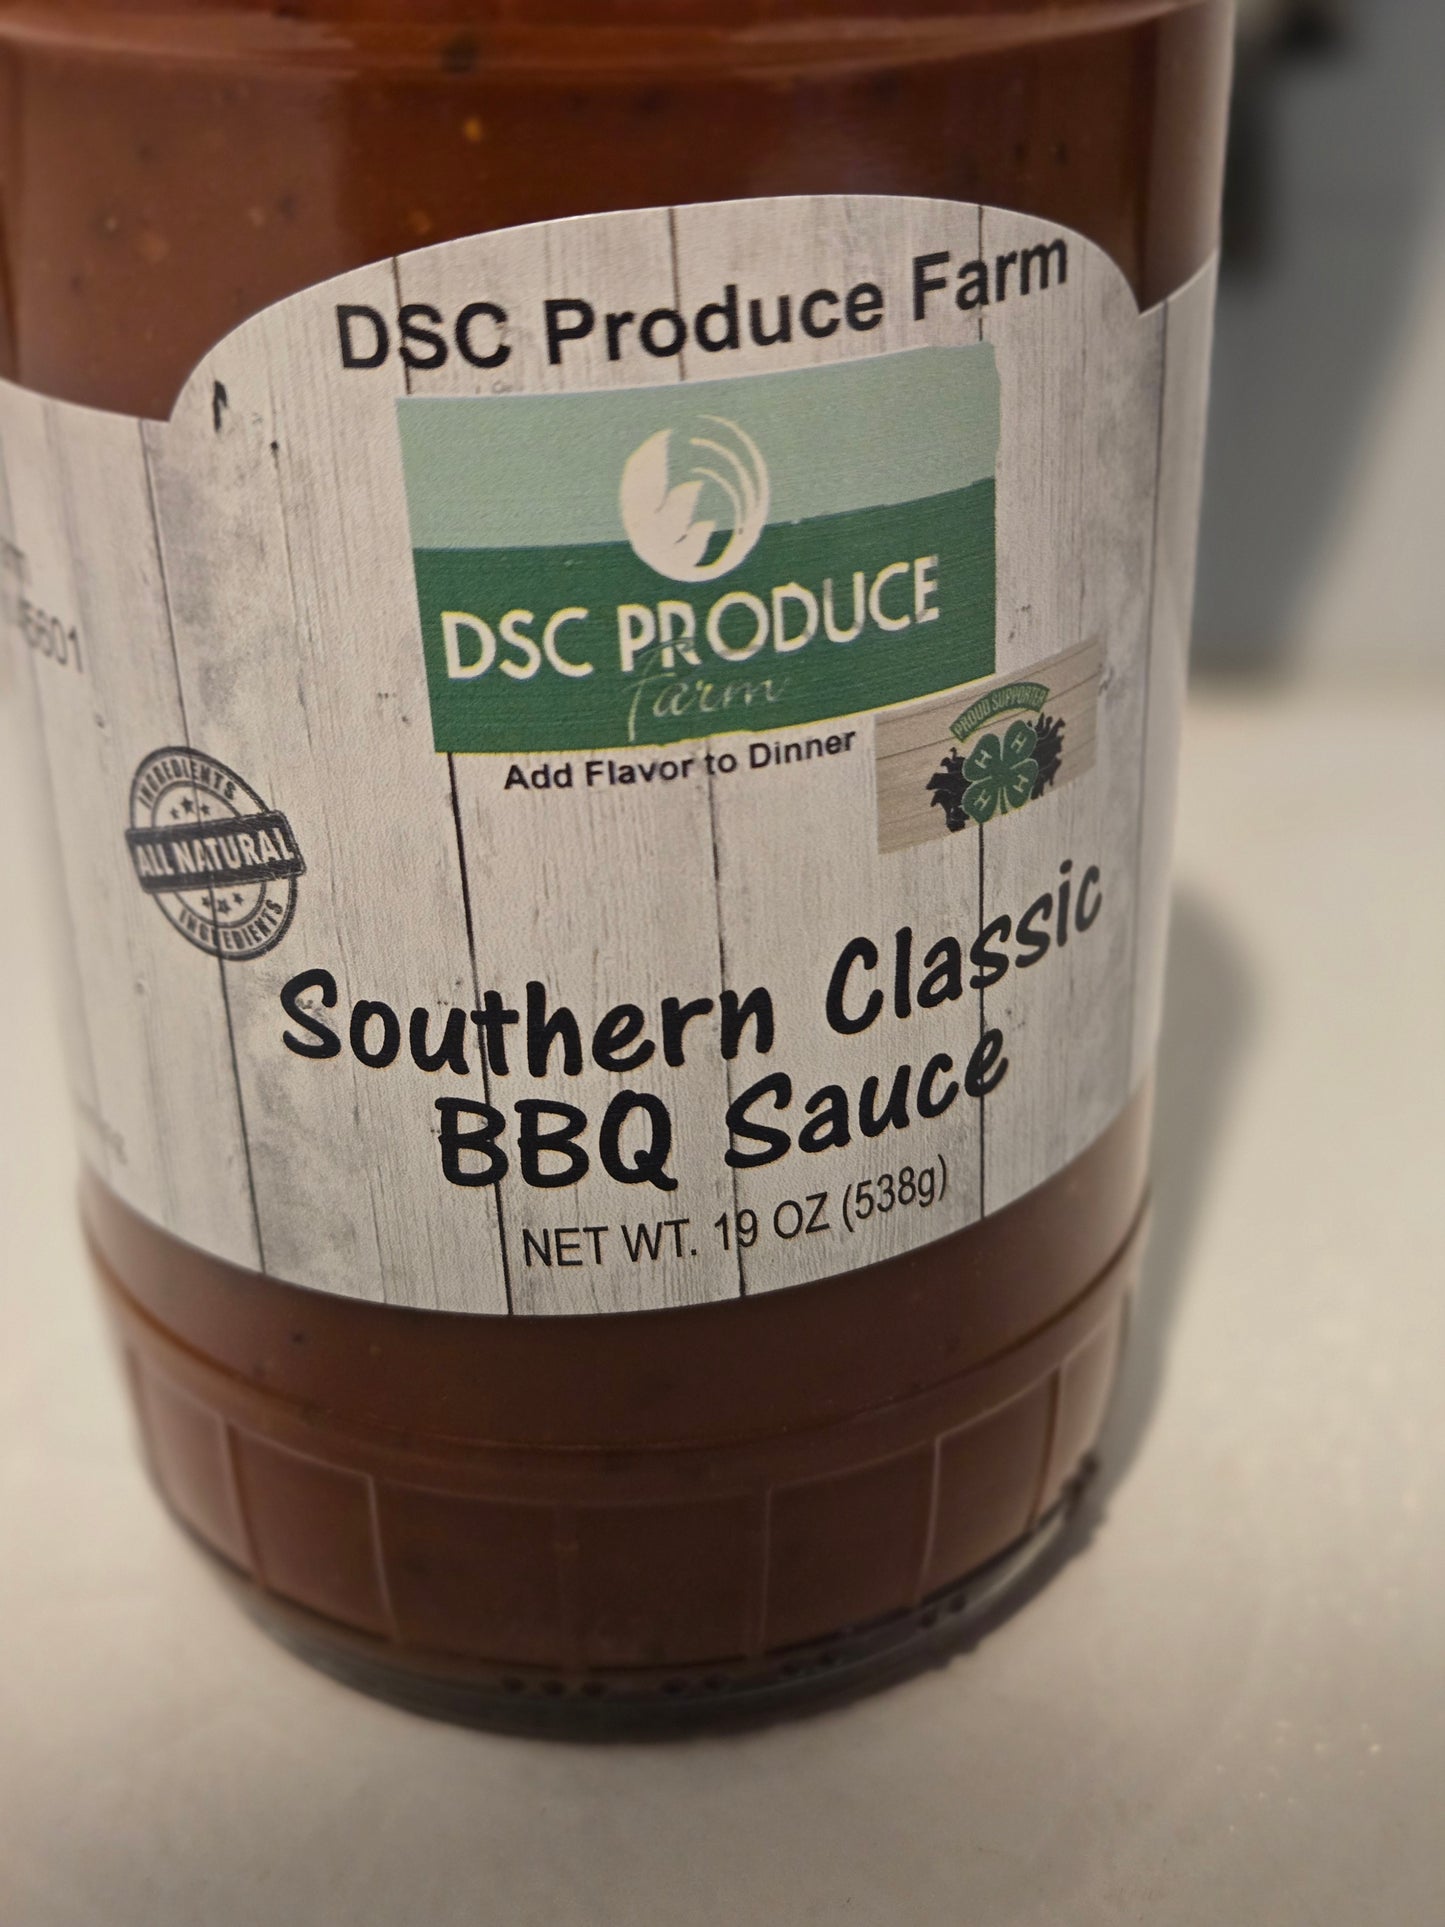 DSC Produce Farm
DSC PRODUCE
farm
Add Flavor to Dinner
PROUD SUPPORTER
H H
H H
INGREDIENTS
ALL NATURAL
INGREDIENTS
Southern Classic
BBQ Sauce
NET WT. 19 OZ (538g)